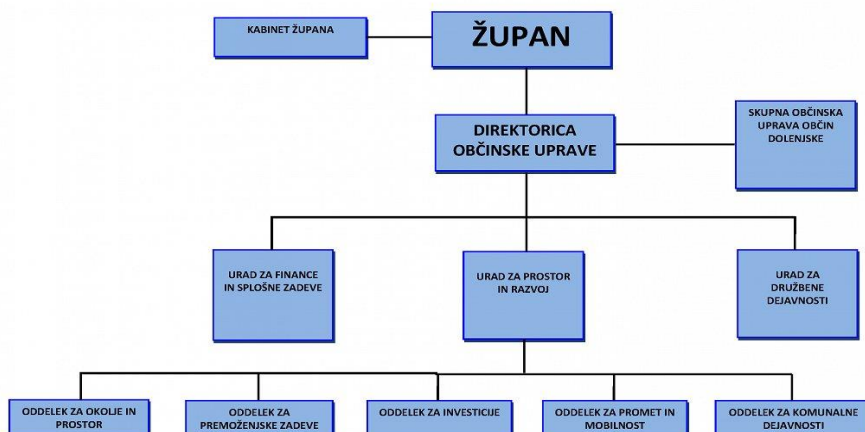 KABINET ŽUPANA
ŽUPAN
DIREKTORICA
OBČINSKE UPRAVE
SKUPNA OBČINSKA
UPRAVA OBČIN
DOLENJSKE
URAD ZA FINANCE
IN SPLOŠNE ZADEVE
URAD ZA PROSTOR
IN RAZVOJ
URAD ZA
DRUŽBENE
DEJAVNOSTI
ODDELEK ZA OKOLJE IN
PROSTOR
ODDELEK ZA
PREMOŽENJSKE ZADEVE
ODDELEK ZA INVESTICIJE
ODDELEK ZA PROMET IN
MOBILNOST
ODDELEK ZA KOMUNALNE
DEJAVNOSTI